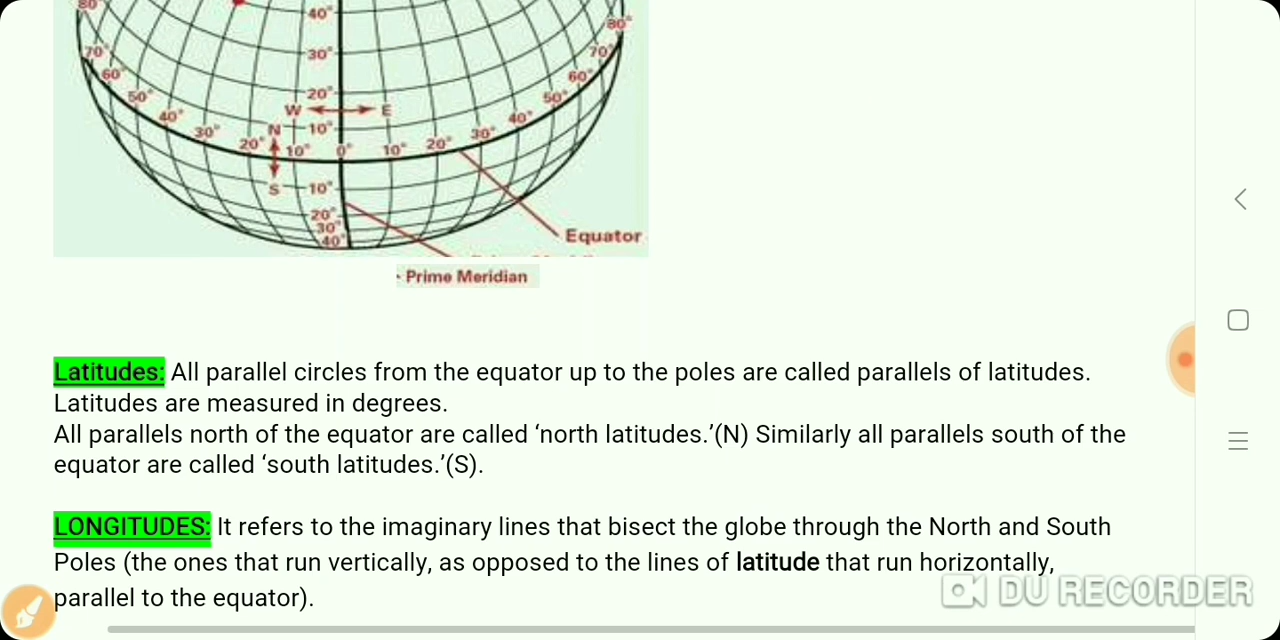 80° 40° 80°
70° 30° 70°
60° 20° 60°
50° W E 50°
40° N 10° 40°
30° 20° 10° 0° 10° 20° 30°
S 10°
20°
30°
40°
Equator
Prime Meridian
Latitudes: All parallel circles from the equator up to the poles are called parallels of latitudes.
Latitudes are measured in degrees.
All parallels north of the equator are called ‘north latitudes.’(N) Similarly all parallels south of the
equator are called ‘south latitudes.’(S).
LONGITUDES: It refers to the imaginary lines that bisect the globe through the North and South
Poles (the ones that run vertically, as opposed to the lines of latitude that run horizontally,
parallel to the equator).
DU RECORDER